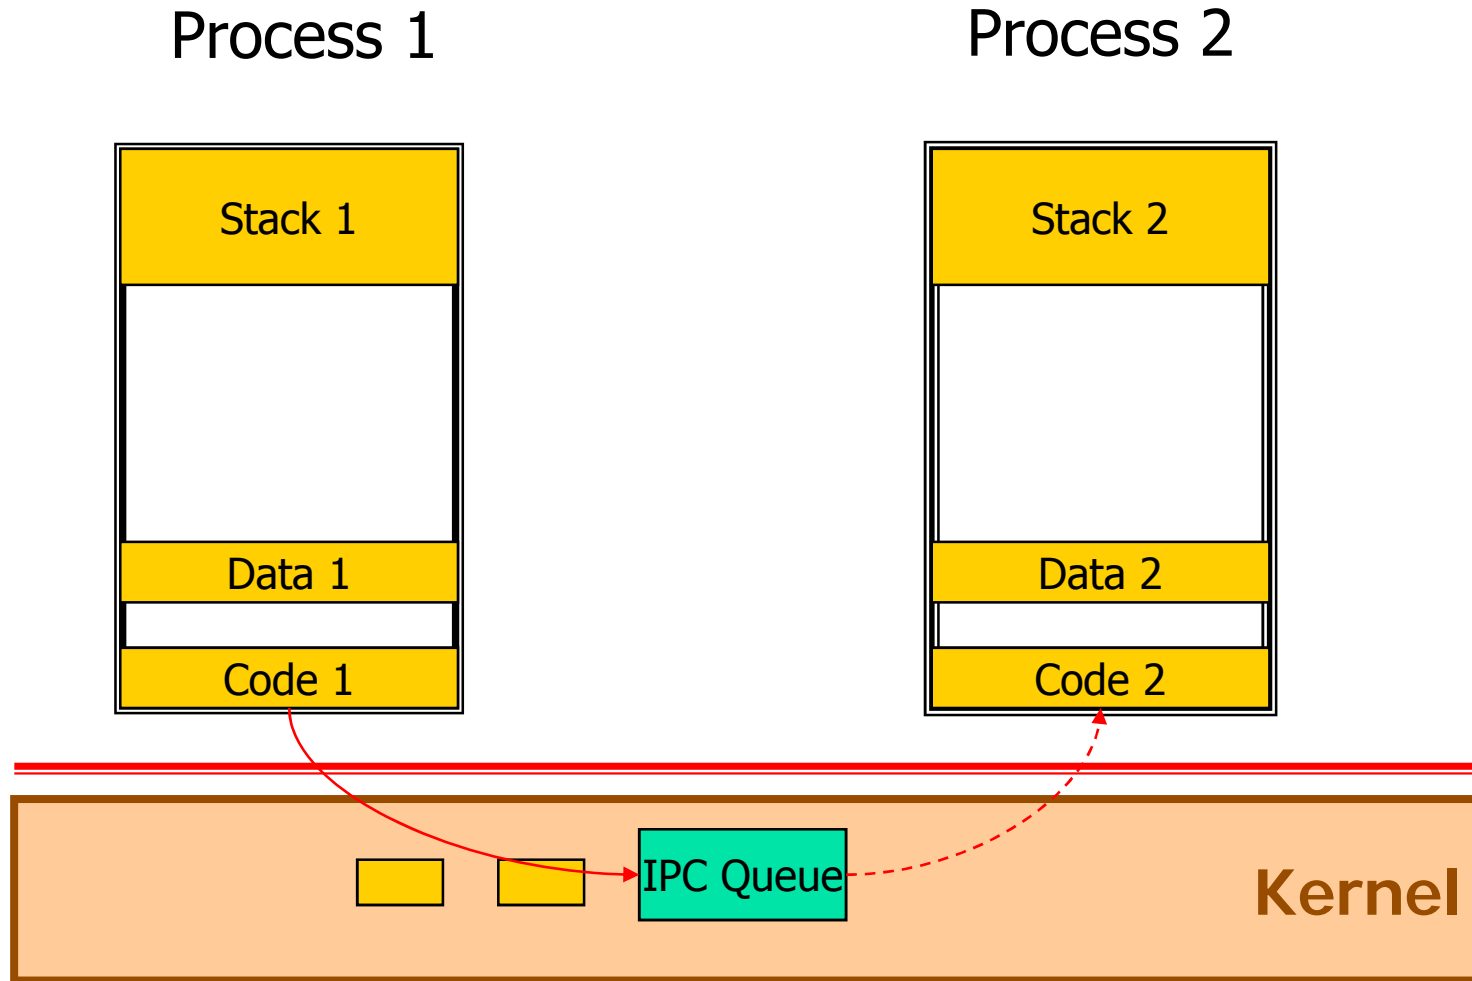 Process 1
Process 2
Stack 1
Stack 2
Data 1
Data 2
Code 1
Code 2
IPC Queue
Kernel